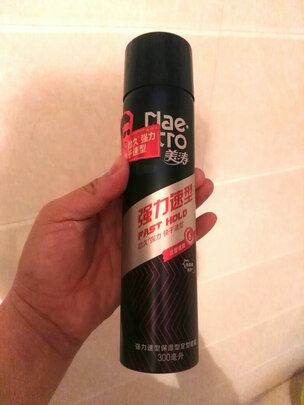 mae.
stro
美涛
持久 强力
快干速型
强力速型
FAST HOLD
持久 强力 快干造型
强力速型保湿型定型喷雾
300毫升